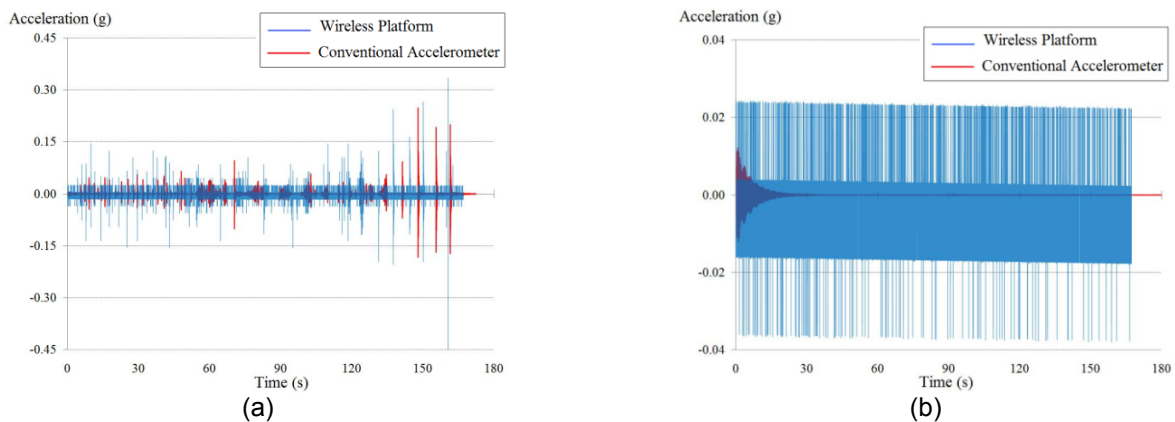 Acceleration (g)
Wireless Platform
Conventional Accelerometer
0.45
0.30
0.15
0.00
-0.15
-0.30
-0.45
0 30 60 90 120 150 180
Time (s)
(a)
Acceleration (g)
Wireless Platform
Conventional Accelerometer
0.04
0.02
0.00
-0.02
-0.04
0 30 60 90 120 150 180
Time (s)
(b)